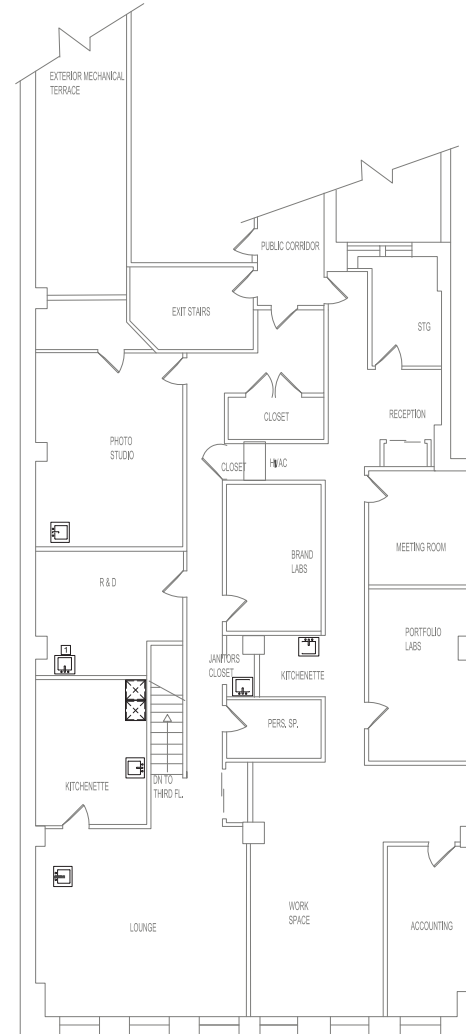 EXTERIOR MECHANICAL
TERRACE
PUBLIC CORRIDOR
EXIT STAIRS
STG
CLOSET
RECEPTION
PHOTO
STUDIO
CLOSET
HVAC
MEETING ROOM
BRAND
LABS
R & D
PORTFOLIO
LABS
1
JANITORS
CLOSET
KITCHENETTE
PERS. SP.
KITCHENETTE
DN TO
THIRD FL.
WORK
SPACE
LOUNGE
ACCOUNTING